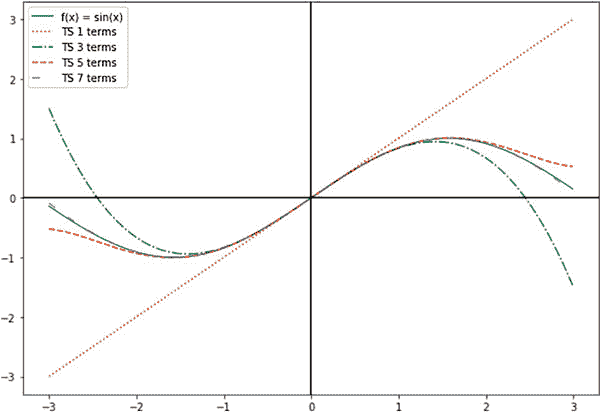 f(x) = sin(x)
TS 1 terms
TS 3 terms
TS 5 terms
TS 7 terms
3
2
1
0
−1
−2
−3
−3 −2 −1 0 1 2 3